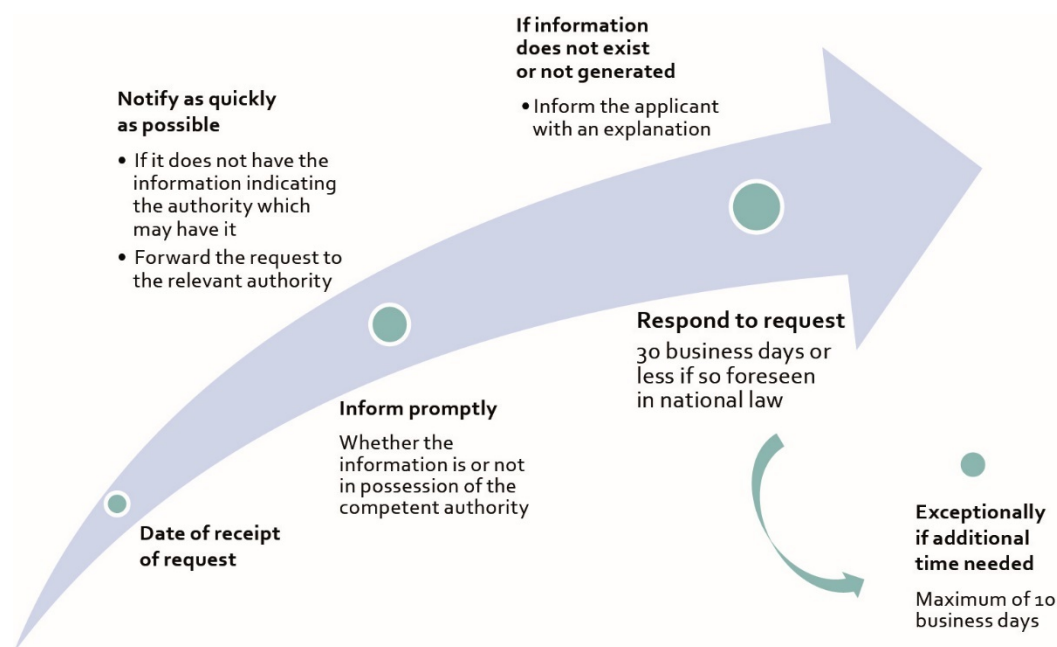 If information
does not exist
or not generated
• Inform the applicant
with an explanation
Notify as quickly
as possible
• If it does not have the
information indicating
the authority which
may have it
• Forward the request to
the relevant authority
Respond to request
30 business days or
less if so foreseen
in national law
Inform promptly
Whether the
information is or not
in possession of the
competent authority
Date of receipt
of request
Exceptionally
if additional
time needed
Maximum of 10
business days